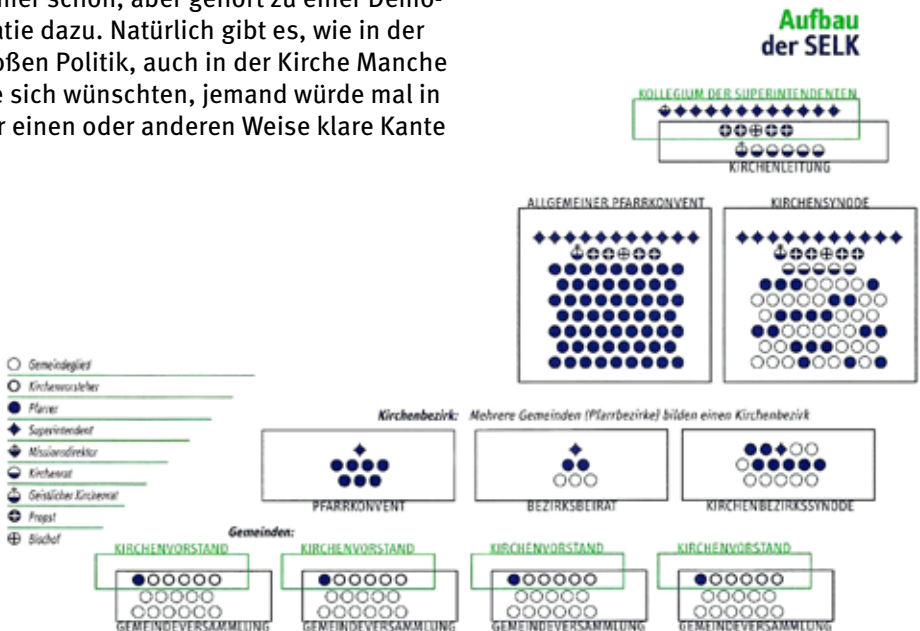 mer schön, aber gehört zu einer Demo-
atie dazu. Natürlich gibt es, wie in der
oßen Politik, auch in der Kirche Manche
e sich wünschten, jemand würde mal in
r einen oder anderen Weise klare Kante
Aufbau
der SELK
KOLLEGIUM DER SUPERINTENDENTEN
KIRCHENLEITUNG
ALLGEMEINER PFARRKONVENT
KIRCHENSYNODE
Gemeindeglied
Kirchenvorsteher
Pfarrer
Superintendent
Missionsdirektor
Kirchenrat
Geistlicher Kirchenrat
Propst
Bischof
Kirchenbezirk: Mehrere Gemeinden (Pfarrbezirke) bilden einen Kirchenbezirk
PFARRKONVENT
BEZIRKSBEIRAT
KIRCHENBEZIRKSSYNODE
Gemeinden:
KIRCHENVORSTAND
KIRCHENVORSTAND
KIRCHENVORSTAND
KIRCHENVORSTAND
GEMEINDEVERSAMMLUNG
GEMEINDEVERSAMMLUNG
GEMEINDEVERSAMMLUNG
GEMEINDEVERSAMMLUNG